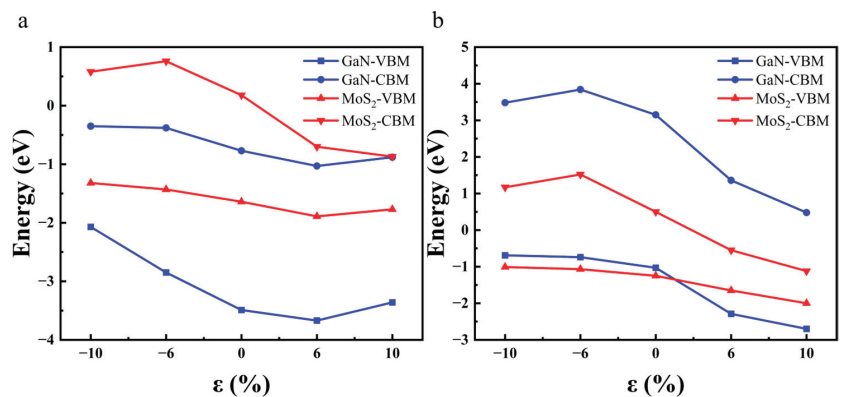 a
1
0
−1
−2
−3
−4
Energy (eV)
GaN-VBM
GaN-CBM
MoS₂-VBM
MoS₂-CBM
−10
−6
0
6
10
ε (%)
b
5
4
3
2
1
0
−1
−2
−3
Energy (eV)
GaN-VBM
GaN-CBM
MoS₂-VBM
MoS₂-CBM
−10
−6
0
6
10
ε (%)